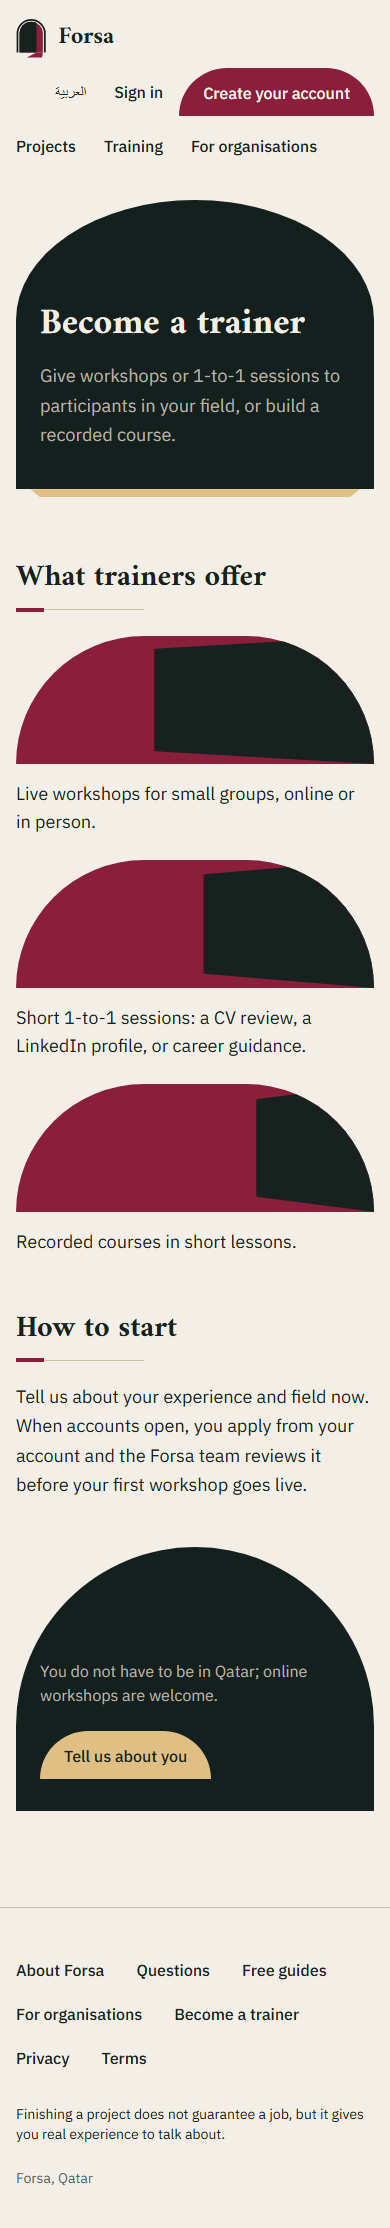 Forsa
العربية
Sign in
Create your account
Projects
Training
For organisations
Become a trainer
Give workshops or 1-to-1 sessions to
participants in your field, or build a
recorded course.
What trainers offer
Live workshops for small groups, online or
in person.
Short 1-to-1 sessions: a CV review, a
LinkedIn profile, or career guidance.
Recorded courses in short lessons.
How to start
Tell us about your experience and field now.
When accounts open, you apply from your
account and the Forsa team reviews it
before your first workshop goes live.
You do not have to be in Qatar; online
workshops are welcome.
Tell us about you
About Forsa
Questions
Free guides
For organisations
Become a trainer
Privacy
Terms
Finishing a project does not guarantee a job, but it gives
you real experience to talk about.
Forsa, Qatar